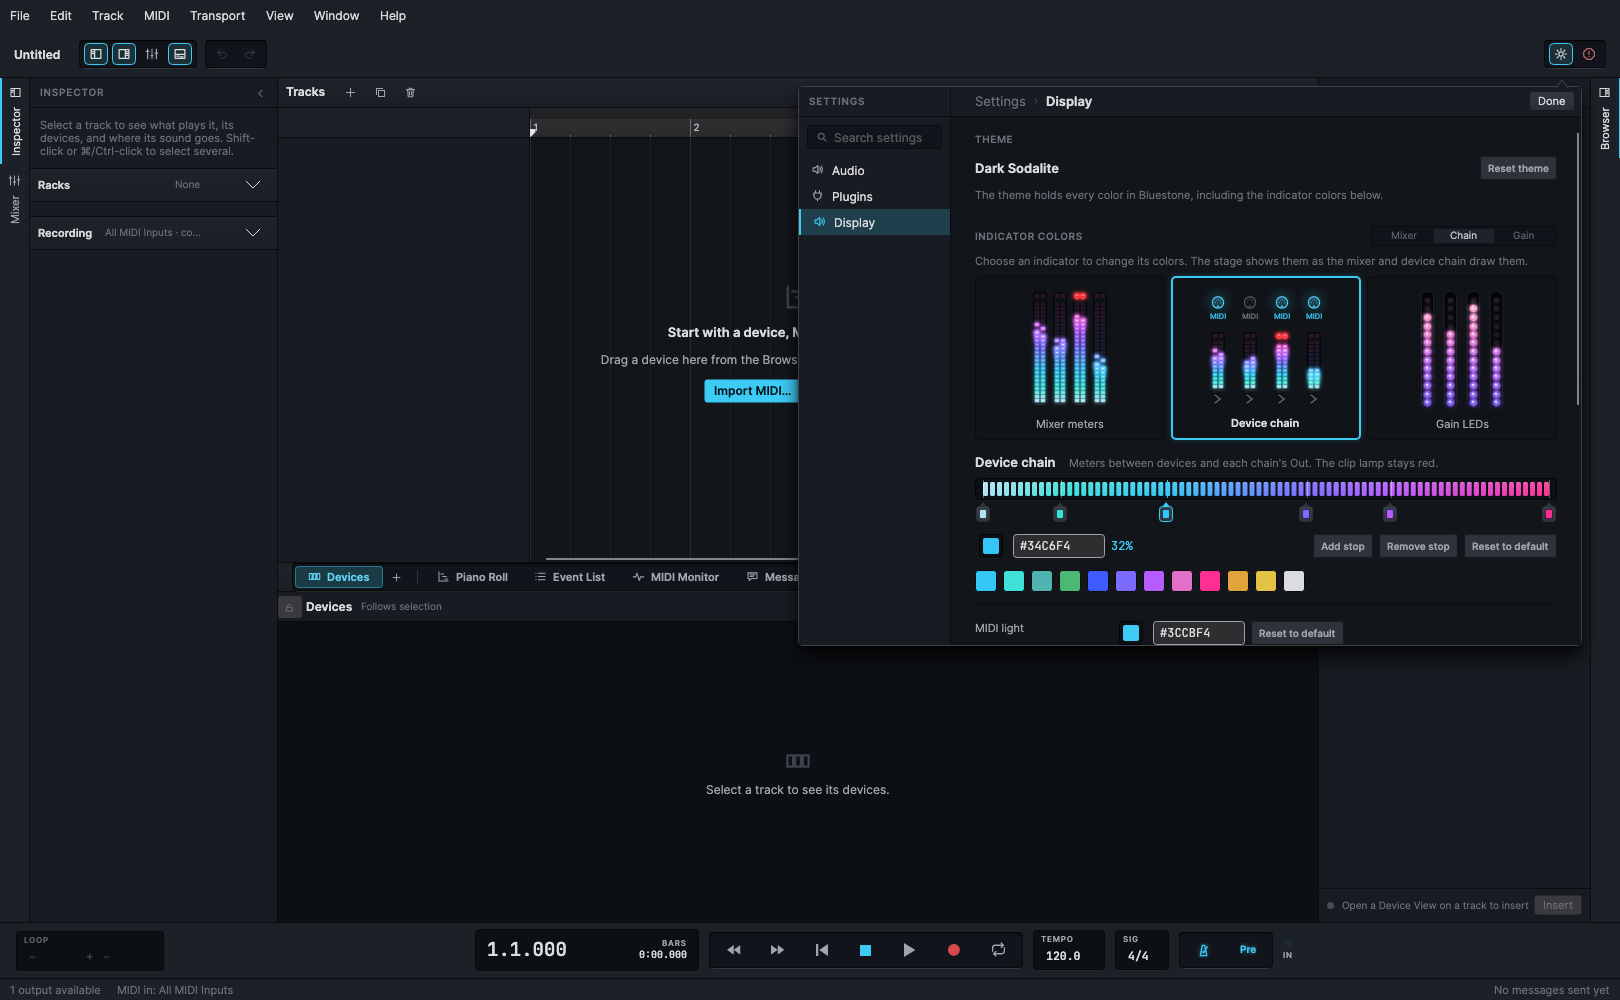 File Edit Track MIDI Transport View Window Help
Untitled
Inspector
Mixer
INSPECTOR
Select a track to see what plays it, its
devices, and where its sound goes. Shift-
click or ⌘/Ctrl-click to select several.
Racks None
Recording All MIDI Inputs · co...
Tracks
1 2
Start with a device, M
Drag a device here from the Brows
Import MIDI...
SETTINGS
Search settings
Audio
Plugins
Display
Settings › Display
Done
THEME
Dark Sodalite
Reset theme
The theme holds every color in Bluestone, including the indicator colors below.
INDICATOR COLORS
Mixer Chain Gain
Choose an indicator to change its colors. The stage shows them as the mixer and device chain draw them.
MIDI MIDI MIDI MIDI
Mixer meters
Device chain
Gain LEDs
Device chain Meters between devices and each chain's Out. The clip lamp stays red.
#34C6F4 32%
Add stop Remove stop Reset to default
MIDI light #3CCBF4 Reset to default
Browser
Devices + Piano Roll Event List MIDI Monitor Messa
Devices Follows selection
Select a track to see its devices.
Open a Device View on a track to insert Insert
LOOP
– + –
1.1.000
BARS
0:00.000
TEMPO
120.0
SIG
4/4
Pre
IN
1 output available MIDI in: All MIDI Inputs
No messages sent yet